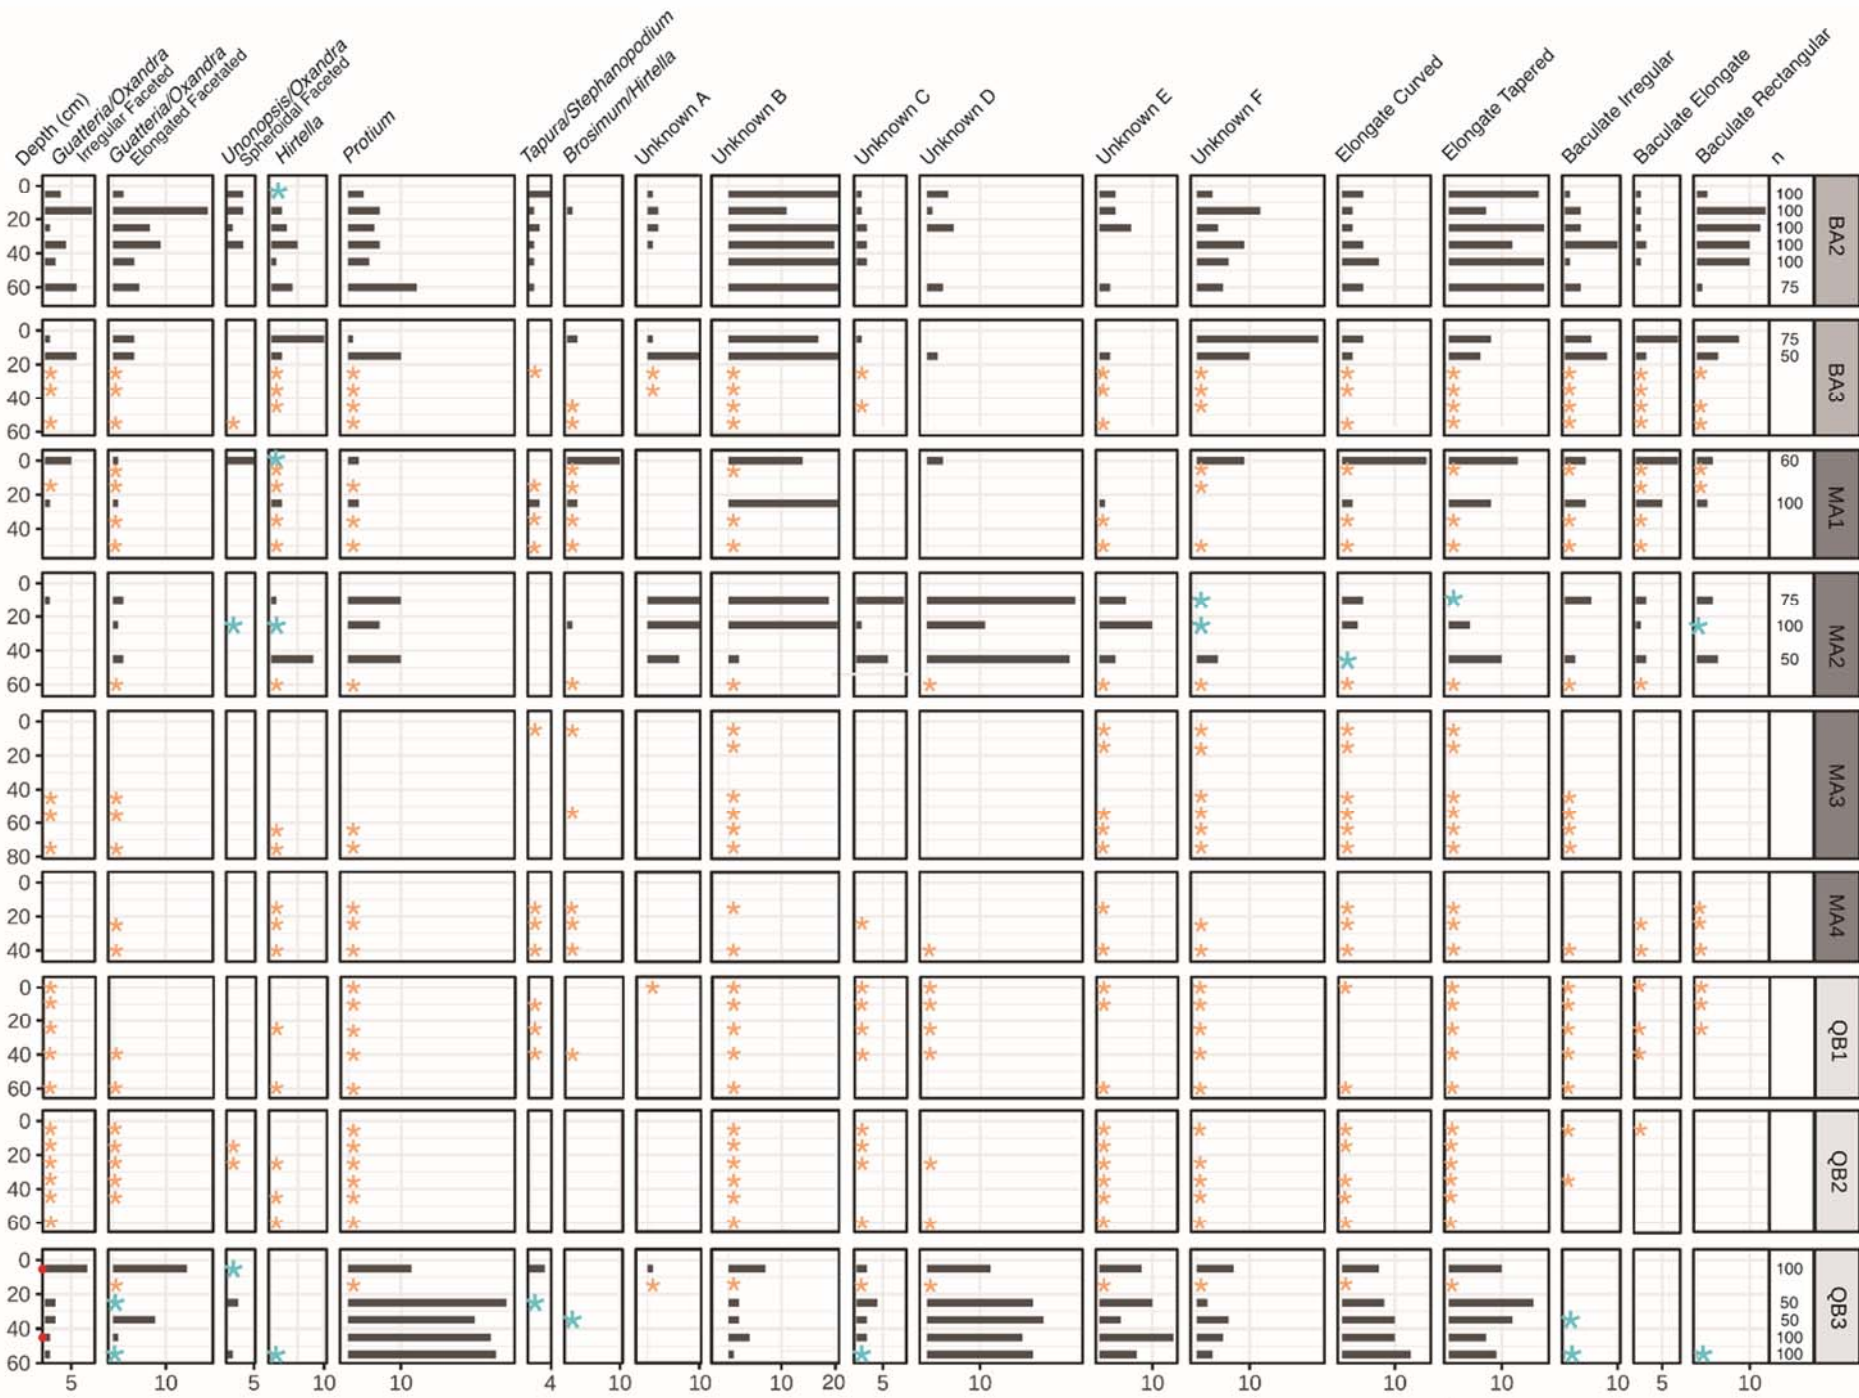 Depth (cm)
Guatteria/Oxandra
Irregular Faceted
Guatteria/Oxandra
Elongated Facetated
Unonopsis/Oxandra
Spheroidal Faceted
Hirtella
Protium
Tapura/Stephanopodium
Brosimum/Hirtella
Unknown A
Unknown B
Unknown C
Unknown D
Unknown E
Unknown F
Elongate Curved
Elongate Tapered
Baculate Irregular
Baculate Elongate
Baculate Rectangular
n
0
20
40
60
100
100
100
100
100
75
BA2
0
20
40
60
75
50
BA3
0
20
40
60
100
MA1
0
20
40
60
75
100
50
MA2
0
20
40
60
80
MA3
0
20
40
MA4
0
20
40
60
QB1
0
20
40
60
QB2
0
20
40
60
100
50
50
100
100
QB3
5 10 5 10 10 4 10 10 10 20 5 10 10 10 10 10 10 5 10